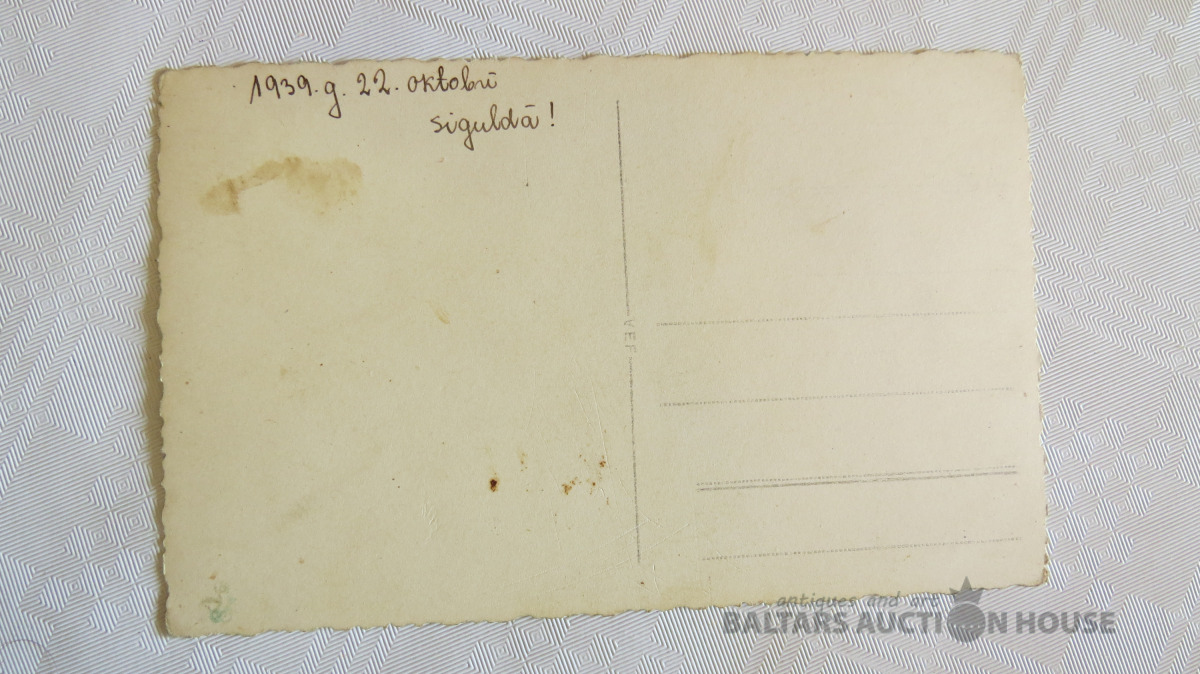 1939. g. 22. oktobrī
siguldā!
VEF
antiques and
BALTARS AUCTION HOUSE